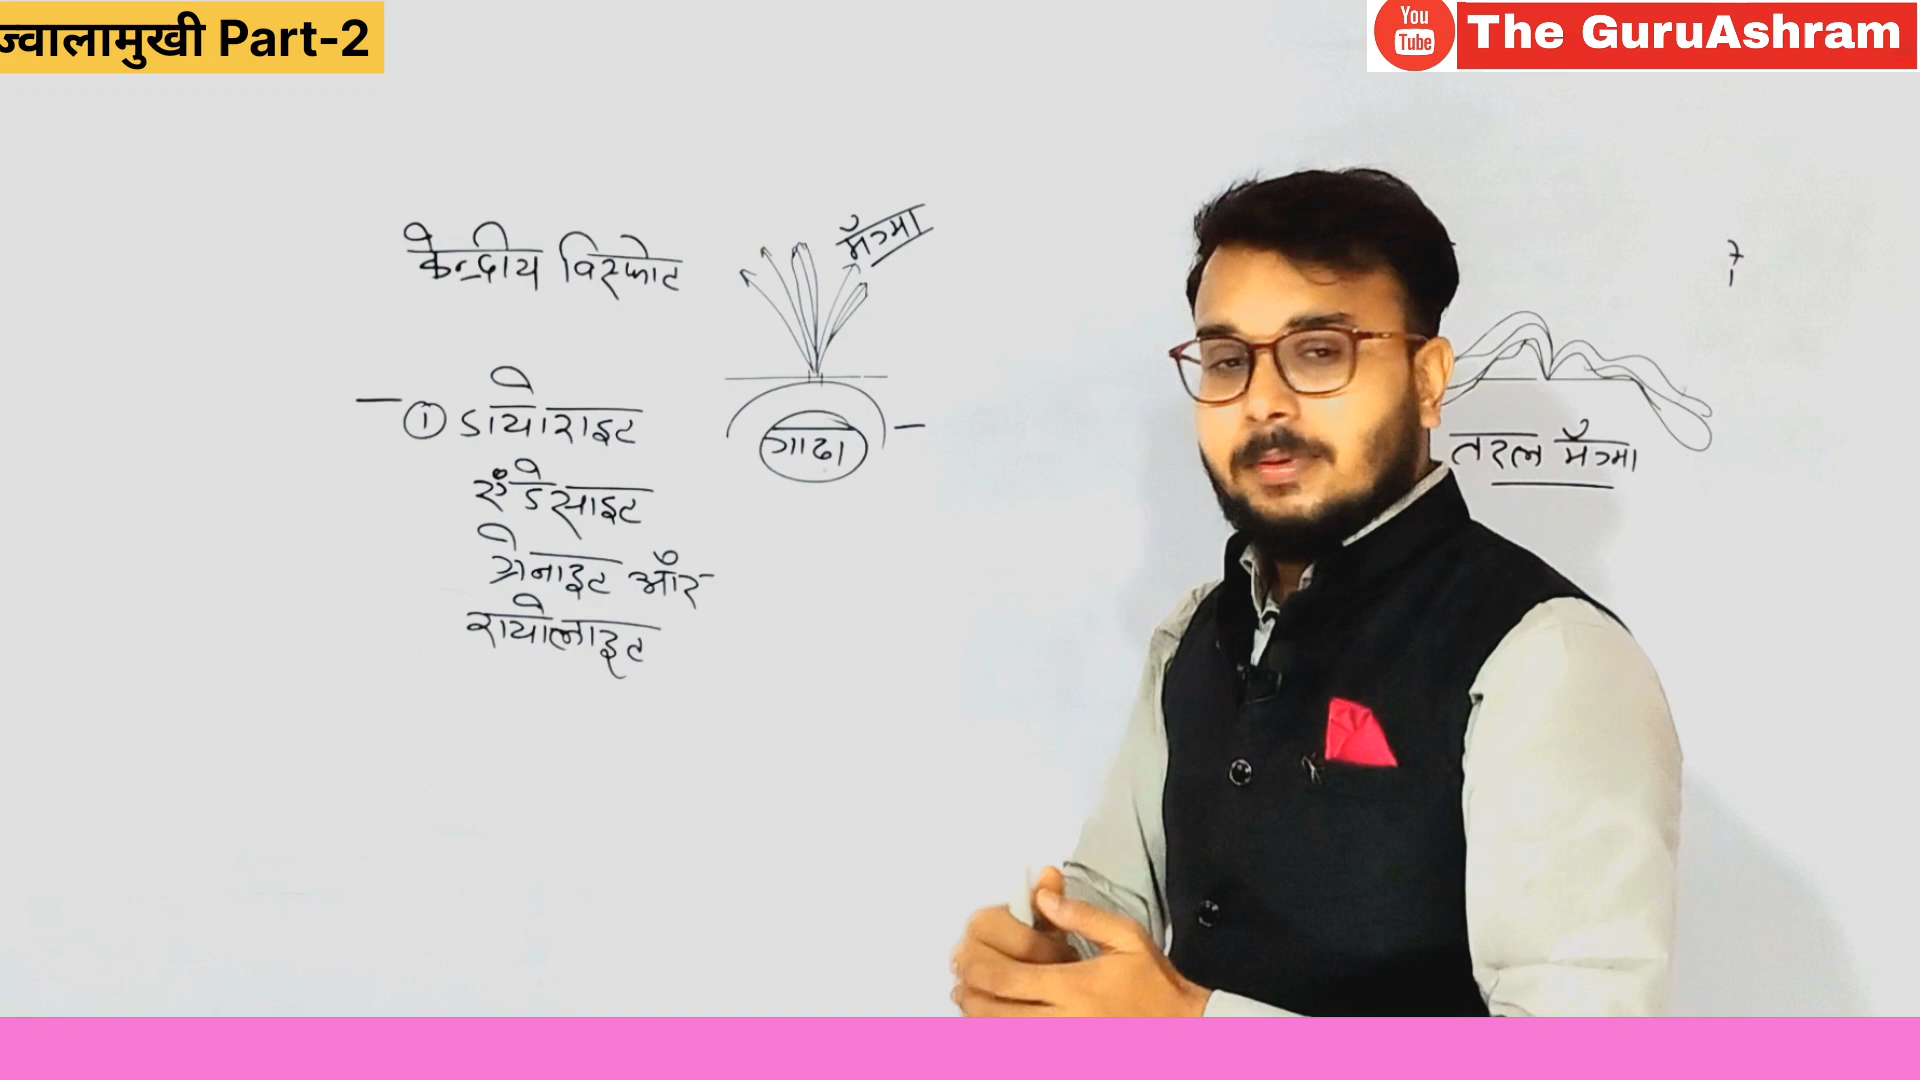 ज्वालामुखी Part-2
You
Tube
The GuruAshram
केन्द्रीय विस्फोट
मैग्मा
① डायोराइट
एंडेसाइट
ग्रेनाइट और
रायोलाइट
गाढा
तरल मैग्मा